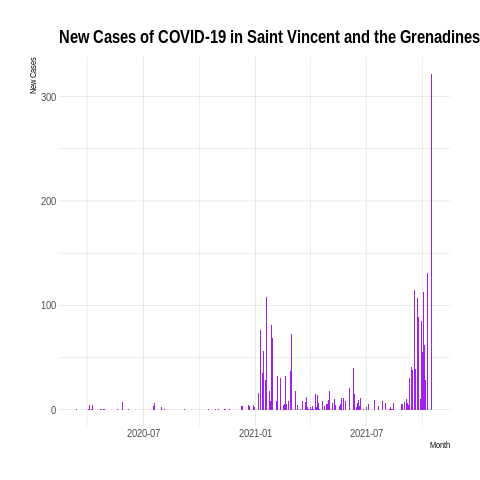 New Cases of COVID-19 in Saint Vincent and the Grenadines
New Cases
300
200
100
0
2020-07
2021-01
2021-07
Month